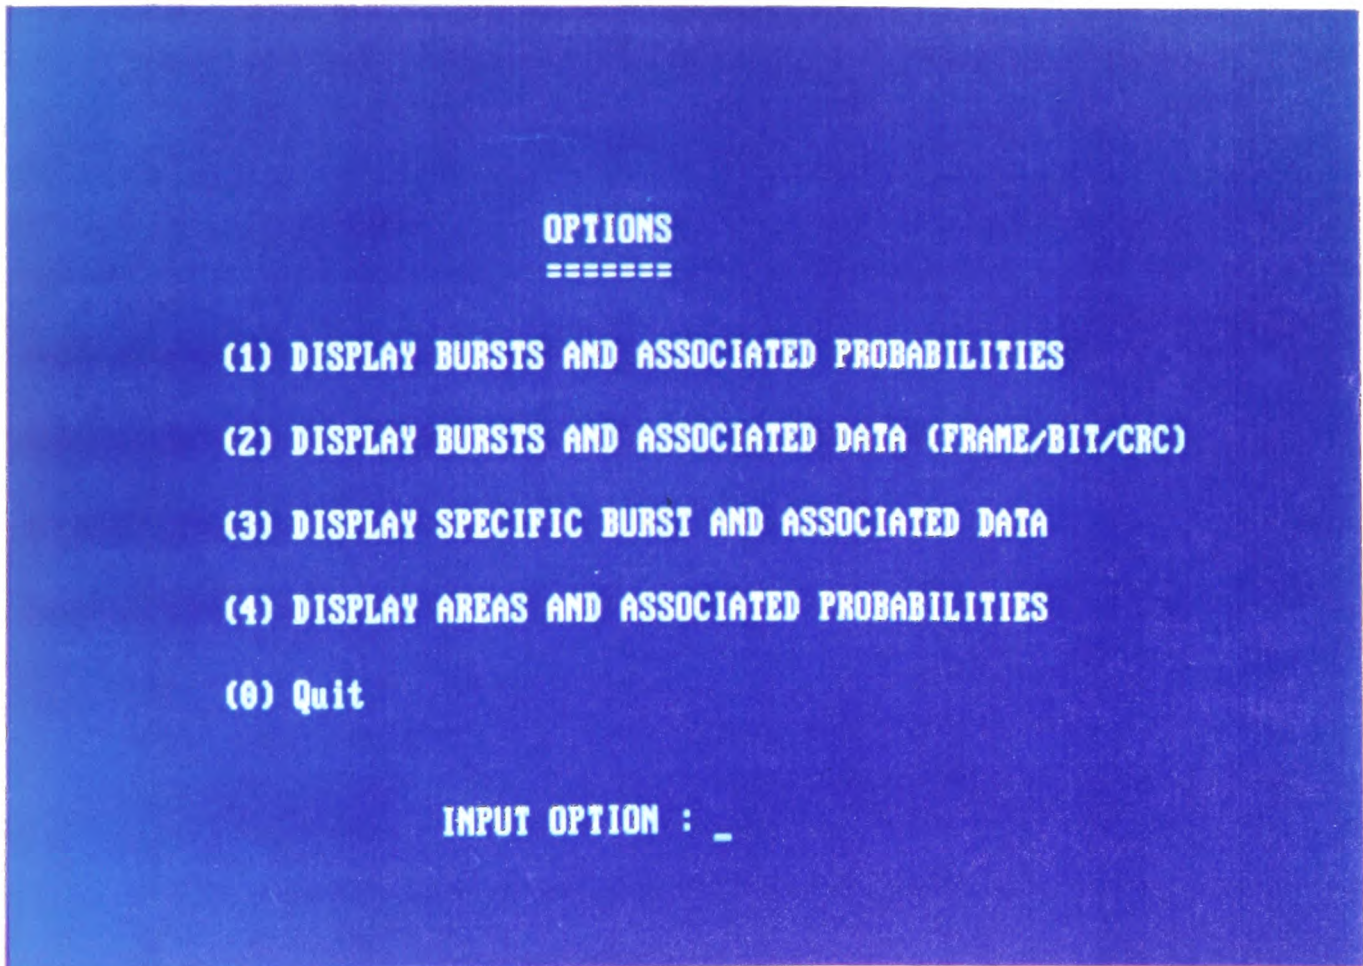 OPTIONS
=======
(1) DISPLAY BURSTS AND ASSOCIATED PROBABILITIES
(2) DISPLAY BURSTS AND ASSOCIATED DATA (FRAME/BIT/CRC)
(3) DISPLAY SPECIFIC BURST AND ASSOCIATED DATA
(4) DISPLAY AREAS AND ASSOCIATED PROBABILITIES
(0) Quit
INPUT OPTION : _